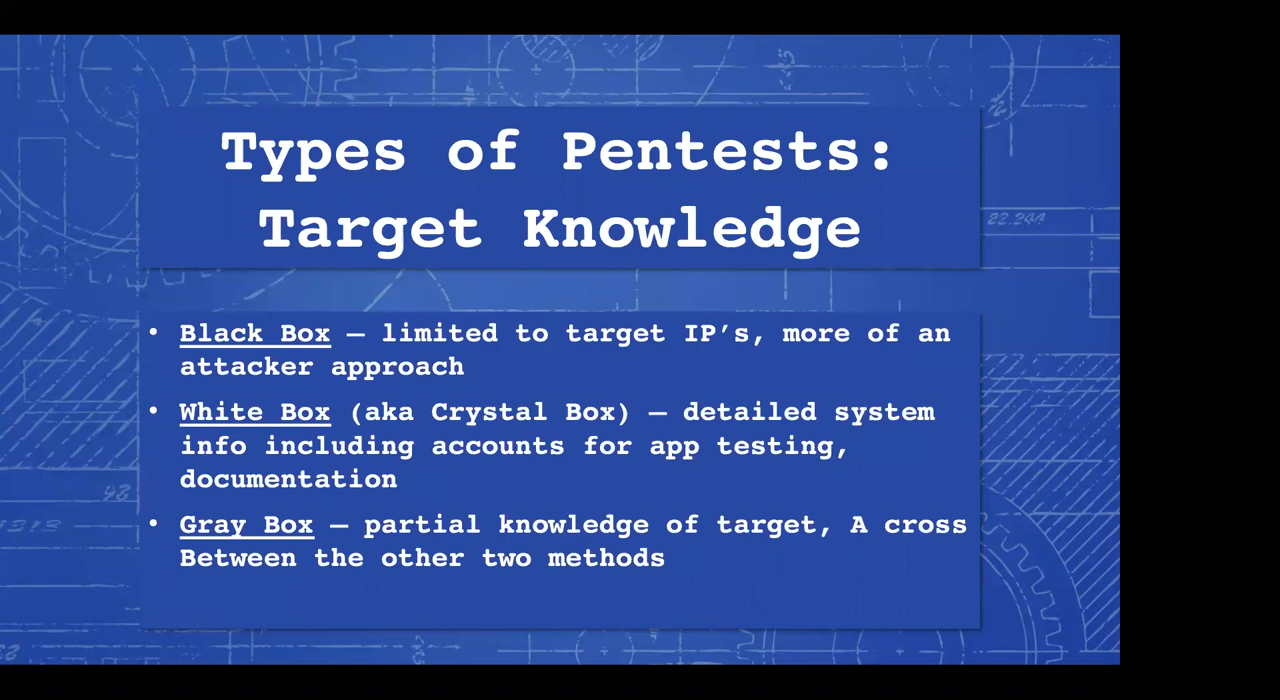 Types of Pentests:
Target Knowledge
• Black Box – limited to target IP’s, more of an
attacker approach
• White Box (aka Crystal Box) – detailed system
info including accounts for app testing,
documentation
• Gray Box – partial knowledge of target, A cross
Between the other two methods